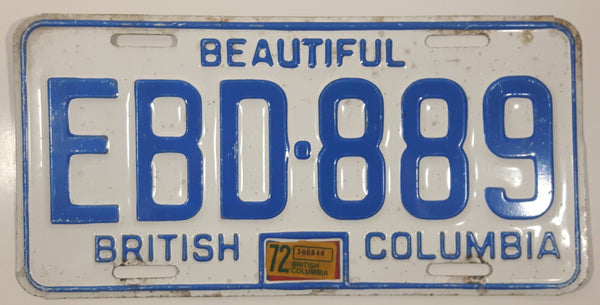 BEAUTIFUL
EBD·889
BRITISH COLUMBIA
72
BRITISH
COLUMBIA